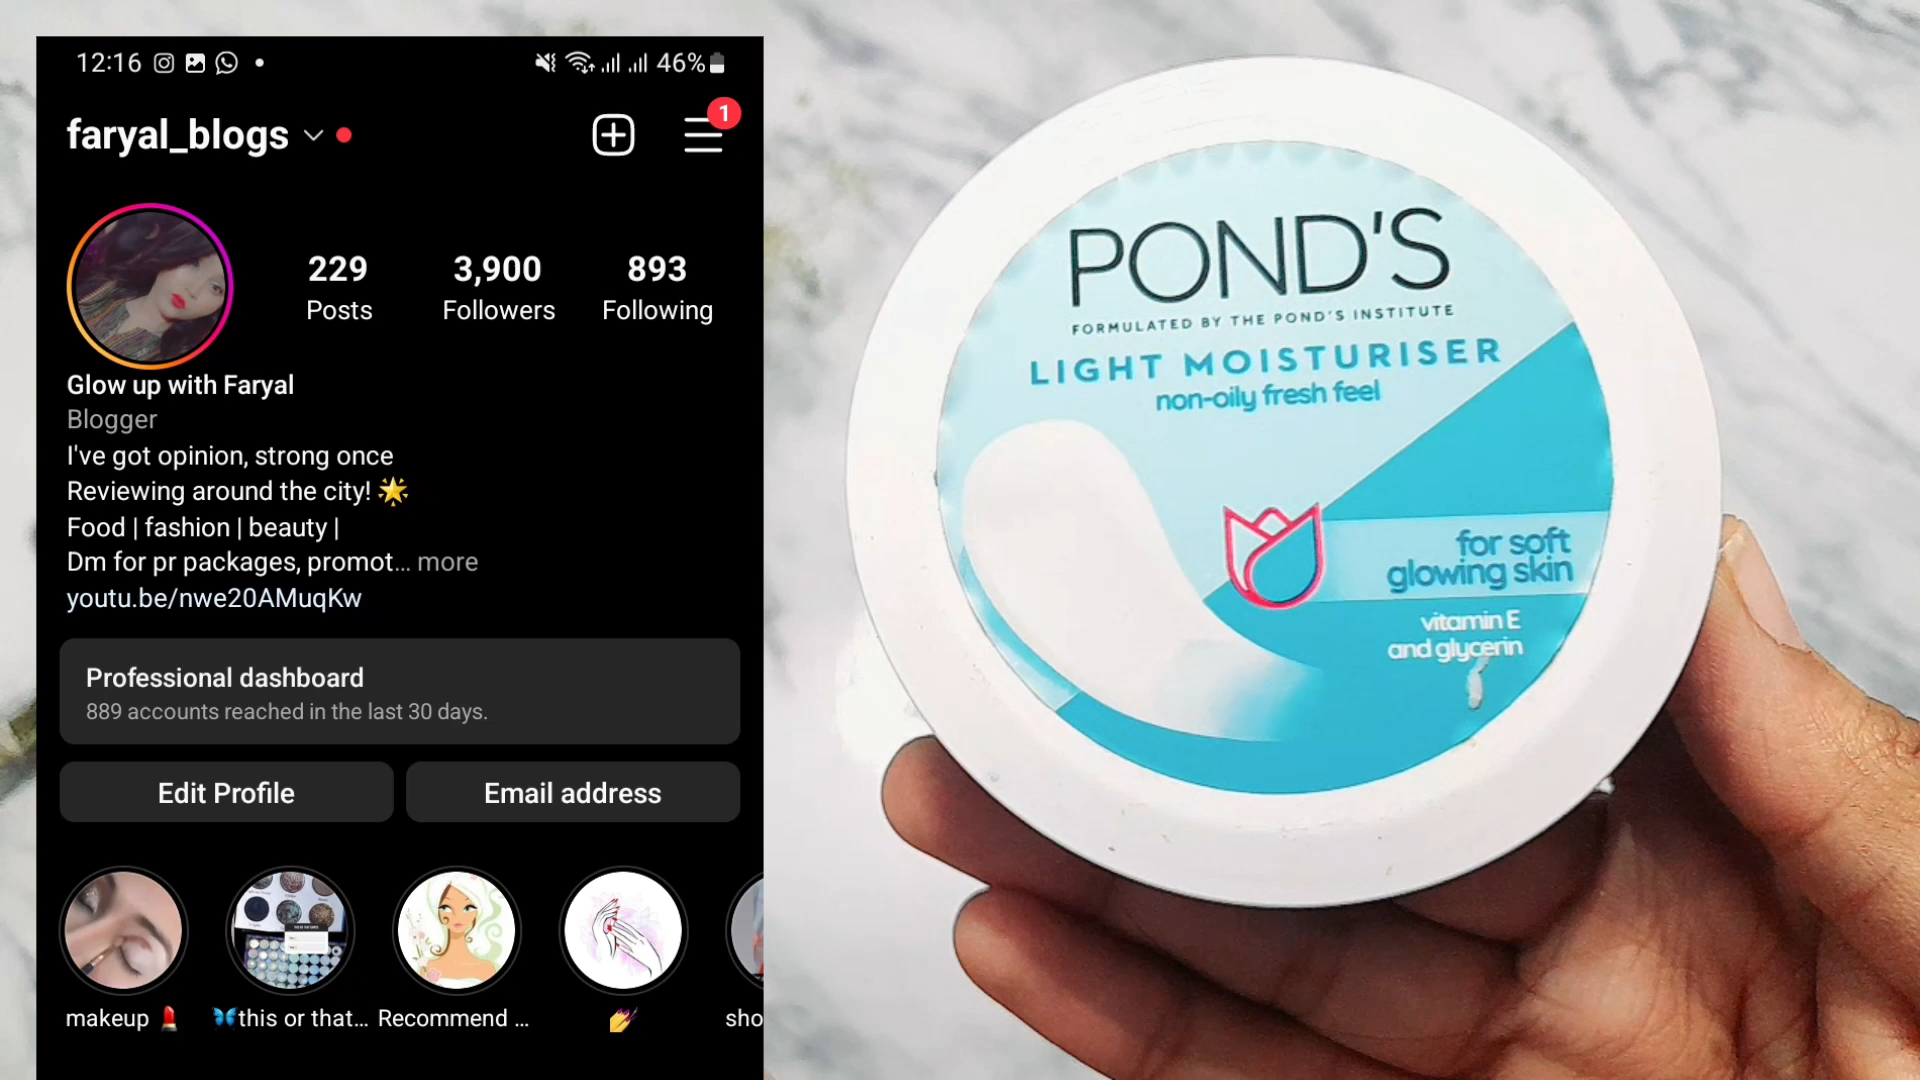 12:16
46%
faryal_blogs
1
229
Posts
3,900
Followers
893
Following
Glow up with Faryal
Blogger
I've got opinion, strong once
Reviewing around the city! 🌟
Food | fashion | beauty |
Dm for pr packages, promot... more
youtu.be/nwe20AMuqKw
Professional dashboard
889 accounts reached in the last 30 days.
Edit Profile
Email address
makeup 💄
🦋this or that...
Recommend ...
💅
sho
POND'S
FORMULATED BY THE POND'S INSTITUTE
LIGHT MOISTURISER
non-oily fresh feel
for soft
glowing skin
vitamin E
and glycerin